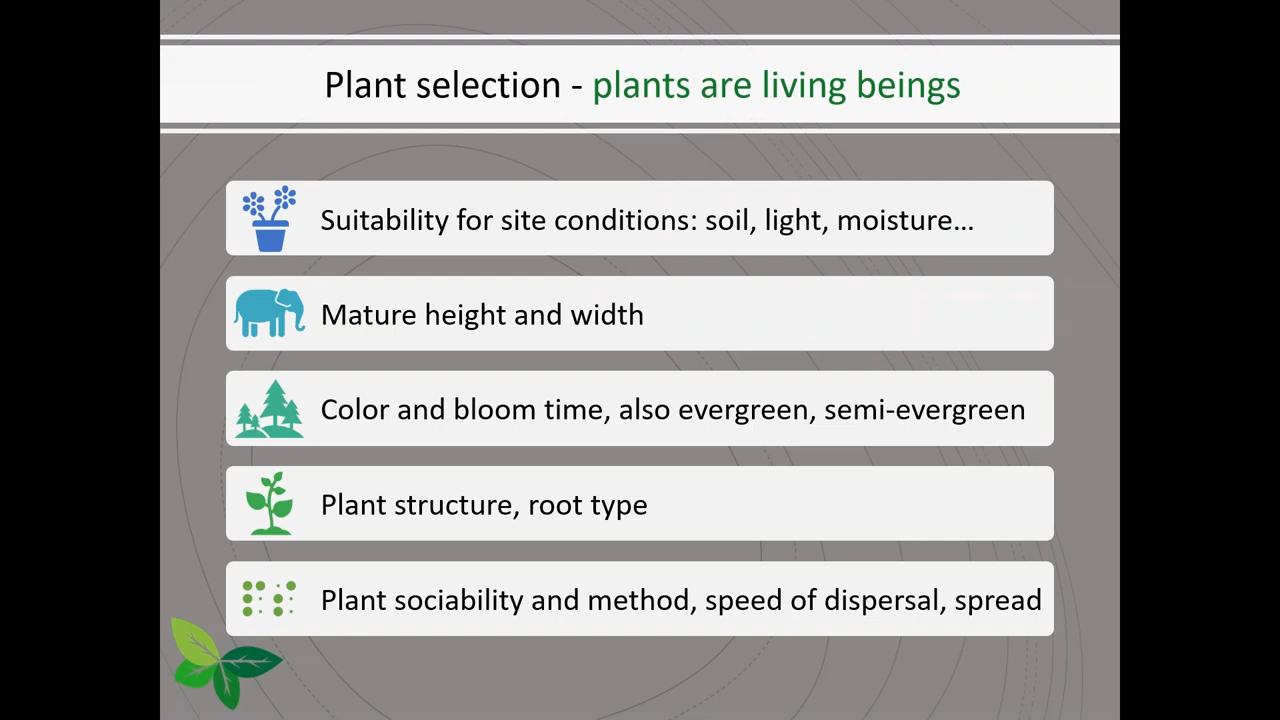 Plant selection - plants are living beings
Suitability for site conditions: soil, light, moisture…
Mature height and width
Color and bloom time, also evergreen, semi-evergreen
Plant structure, root type
Plant sociability and method, speed of dispersal, spread